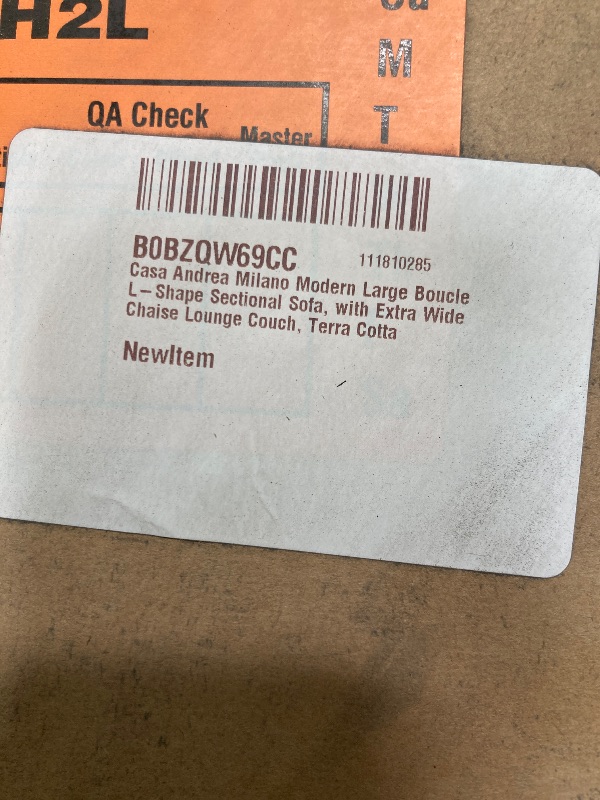 H2L
M
QA Check
T
Master
B0BZQW69CC 111810285
Casa Andrea Milano Modern Large Boucle
L-Shape Sectional Sofa, with Extra Wide
Chaise Lounge Couch, Terra Cotta
NewItem